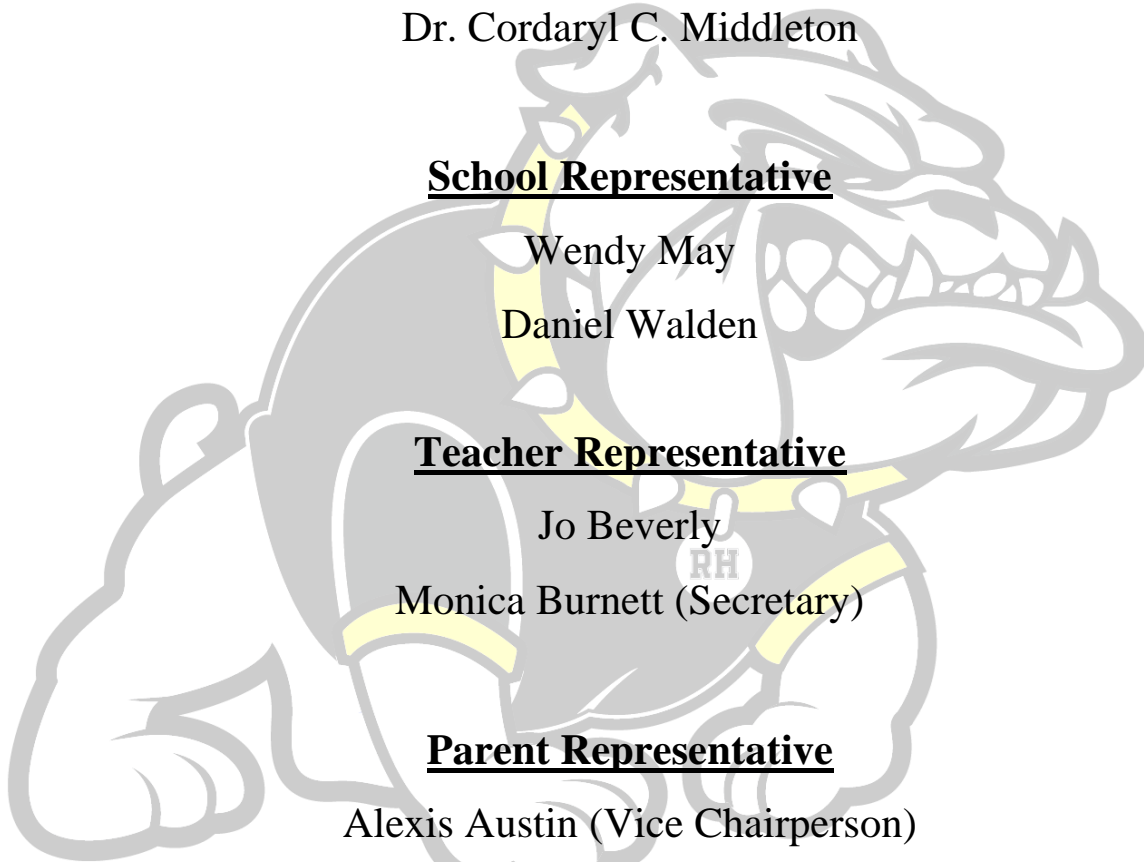 Dr. Cordaryl C. Middleton
School Representative
Wendy May
Daniel Walden
Teacher Representative
Jo Beverly
RH
Monica Burnett (Secretary)
Parent Representative
Alexis Austin (Vice Chairperson)